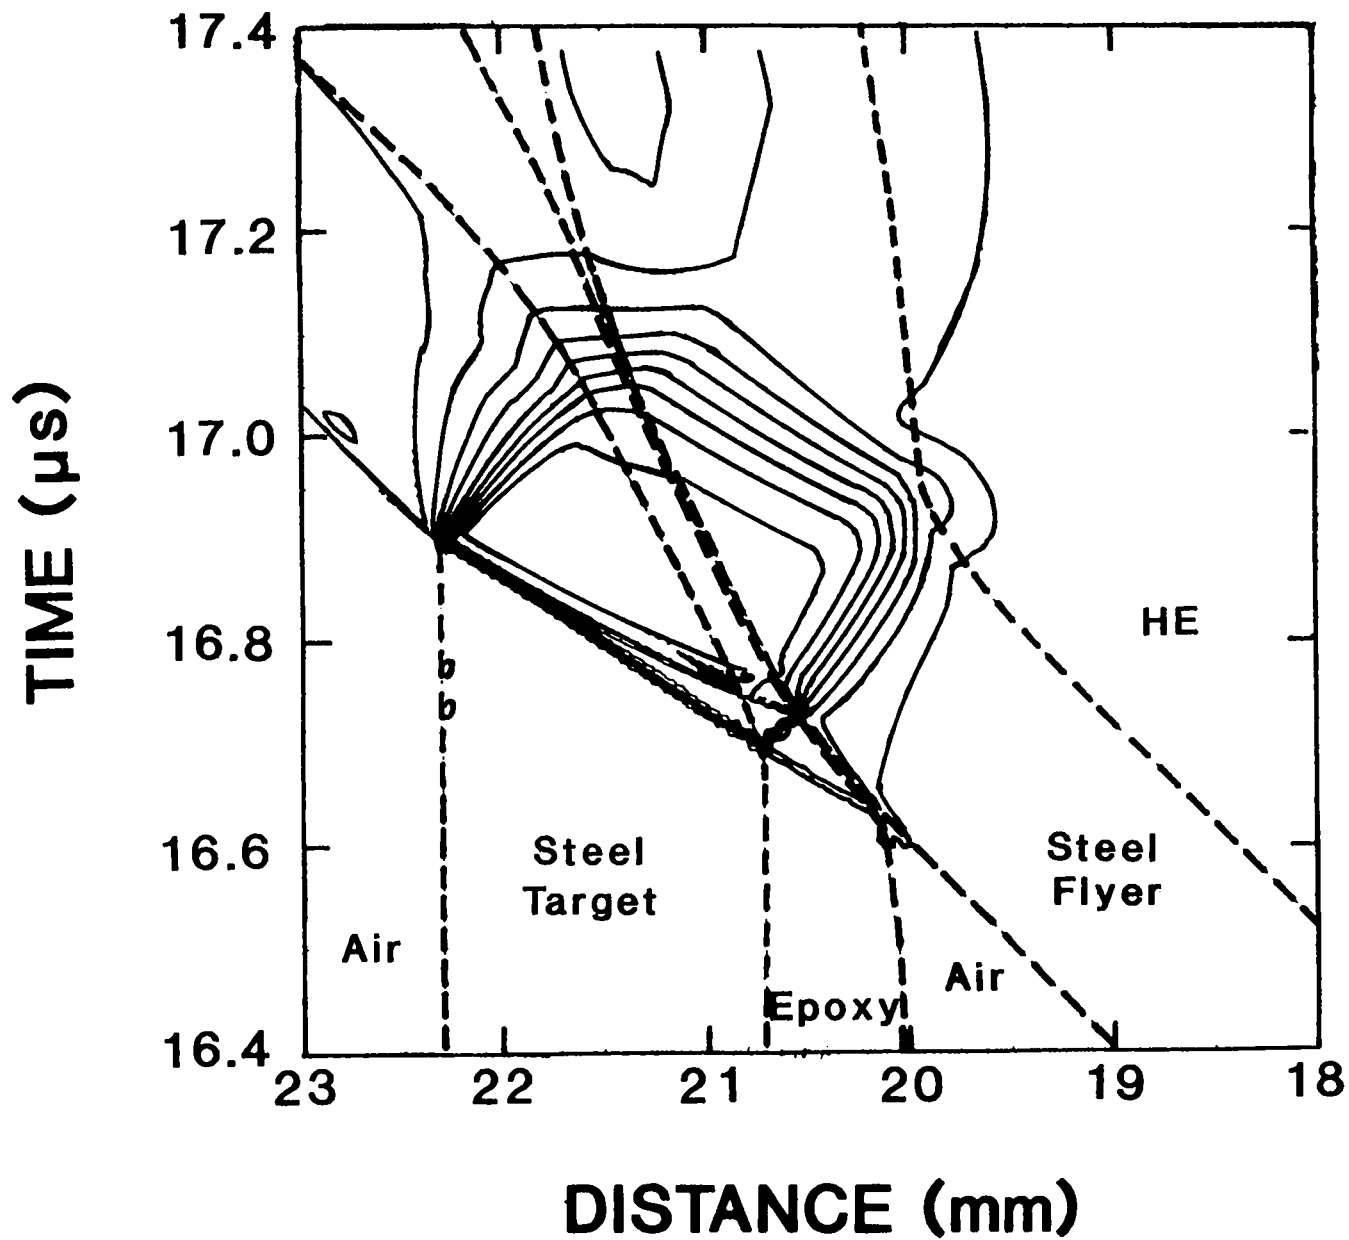 17.4
17.2
17.0
16.8
16.6
16.4
TIME (µs)
HE
b
b
Steel
Target
Steel
Flyer
Air
Air
Epoxy
23 22 21 20 19 18
DISTANCE (mm)